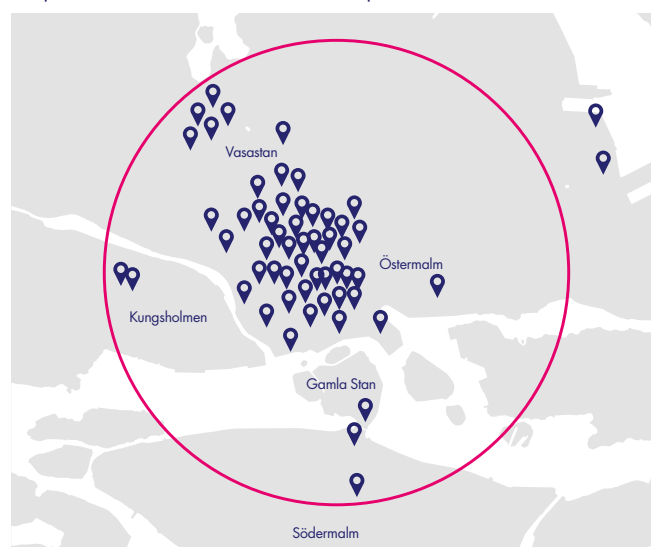 Vasastan
Östermalm
Kungsholmen
Gamla Stan
Södermalm